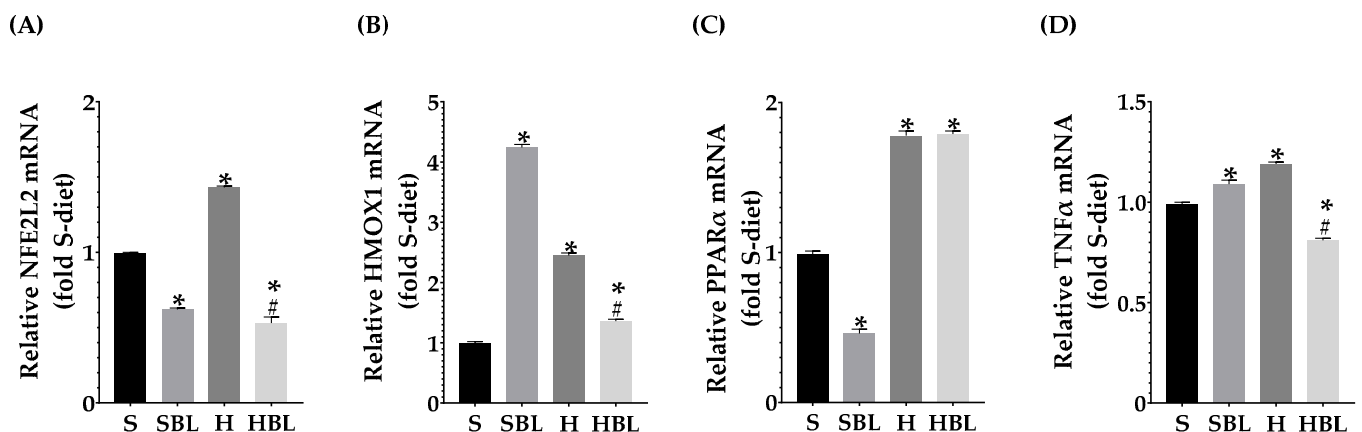 (A)
Relative NFE2L2 mRNA
(fold S-diet)
2
1
0
*
*
*
#
S SBL H HBL
(B)
Relative HMOX1 mRNA
(fold S-diet)
5
4
3
2
1
0
*
*
*
#
S SBL H HBL
(C)
Relative PPARα mRNA
(fold S-diet)
2
1
0
*
*
*
S SBL H HBL
(D)
Relative TNFα mRNA
(fold S-diet)
1.5
1.0
0.5
0
*
*
*
#
S SBL H HBL